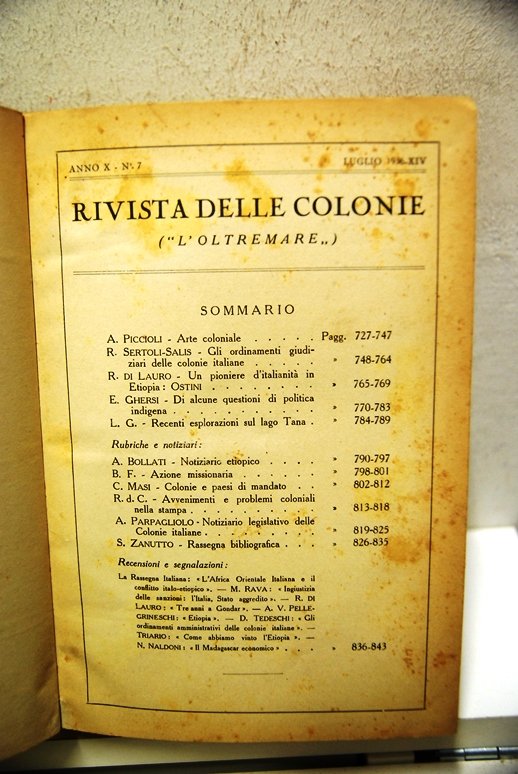 ANNO X - N. 7 LUGLIO 1936-XIV
RIVISTA DELLE COLONIE
("L'OLTREMARE„)
SOMMARIO
A. PICCIOLI - Arte coloniale . . . . . Pagg. 727-747
R. SERTOLI-SALIS - Gli ordinamenti giudi-
ziari delle colonie italiane . . . . . » 748-764
R. DI LAURO - Un pioniere d'italianità in
Etiopia: OSTINI . . . . . . . . » 765-769
E. GHERSI - Di alcune questioni di politica
indigena . . . . . . . . . . . » 770-783
L. G. - Recenti esplorazioni sul lago Tana . » 784-789
Rubriche e notiziari:
A. BOLLATI - Notiziario etiopico . . . . » 790-797
B. F. - Azione missionaria . . . . . . » 798-801
C. MASI - Colonie e paesi di mandato . . . » 802-812
R. d. C. - Avvenimenti e problemi coloniali
nella stampa . . . . . . . . . . » 813-818
A. PARPAGLIOLO - Notiziario legislativo delle
Colonie italiane . . . . . . . . . » 819-825
S. ZANUTTO - Rassegna bibliografica . . . » 826-835
Recensioni e segnalazioni:
La Rassegna Italiana: «L'Africa Orientale Italiana e il
conflitto italo-etiopico». — M. RAVA: «Ingiustizia
delle sanzioni: l'Italia, Stato aggredito». — R. DI
LAURO: «Tre anni a Gondar». — A. V. PELLE-
GRINESCHI: «Etiopia». — D. TEDESCHI: «Gli
ordinamenti amministrativi delle colonie italiane». —
TRIARIO: «Come abbiamo vinto l'Etiopia». —
N. NALDONI: «Il Madagascar economico» . . . . » 836-843